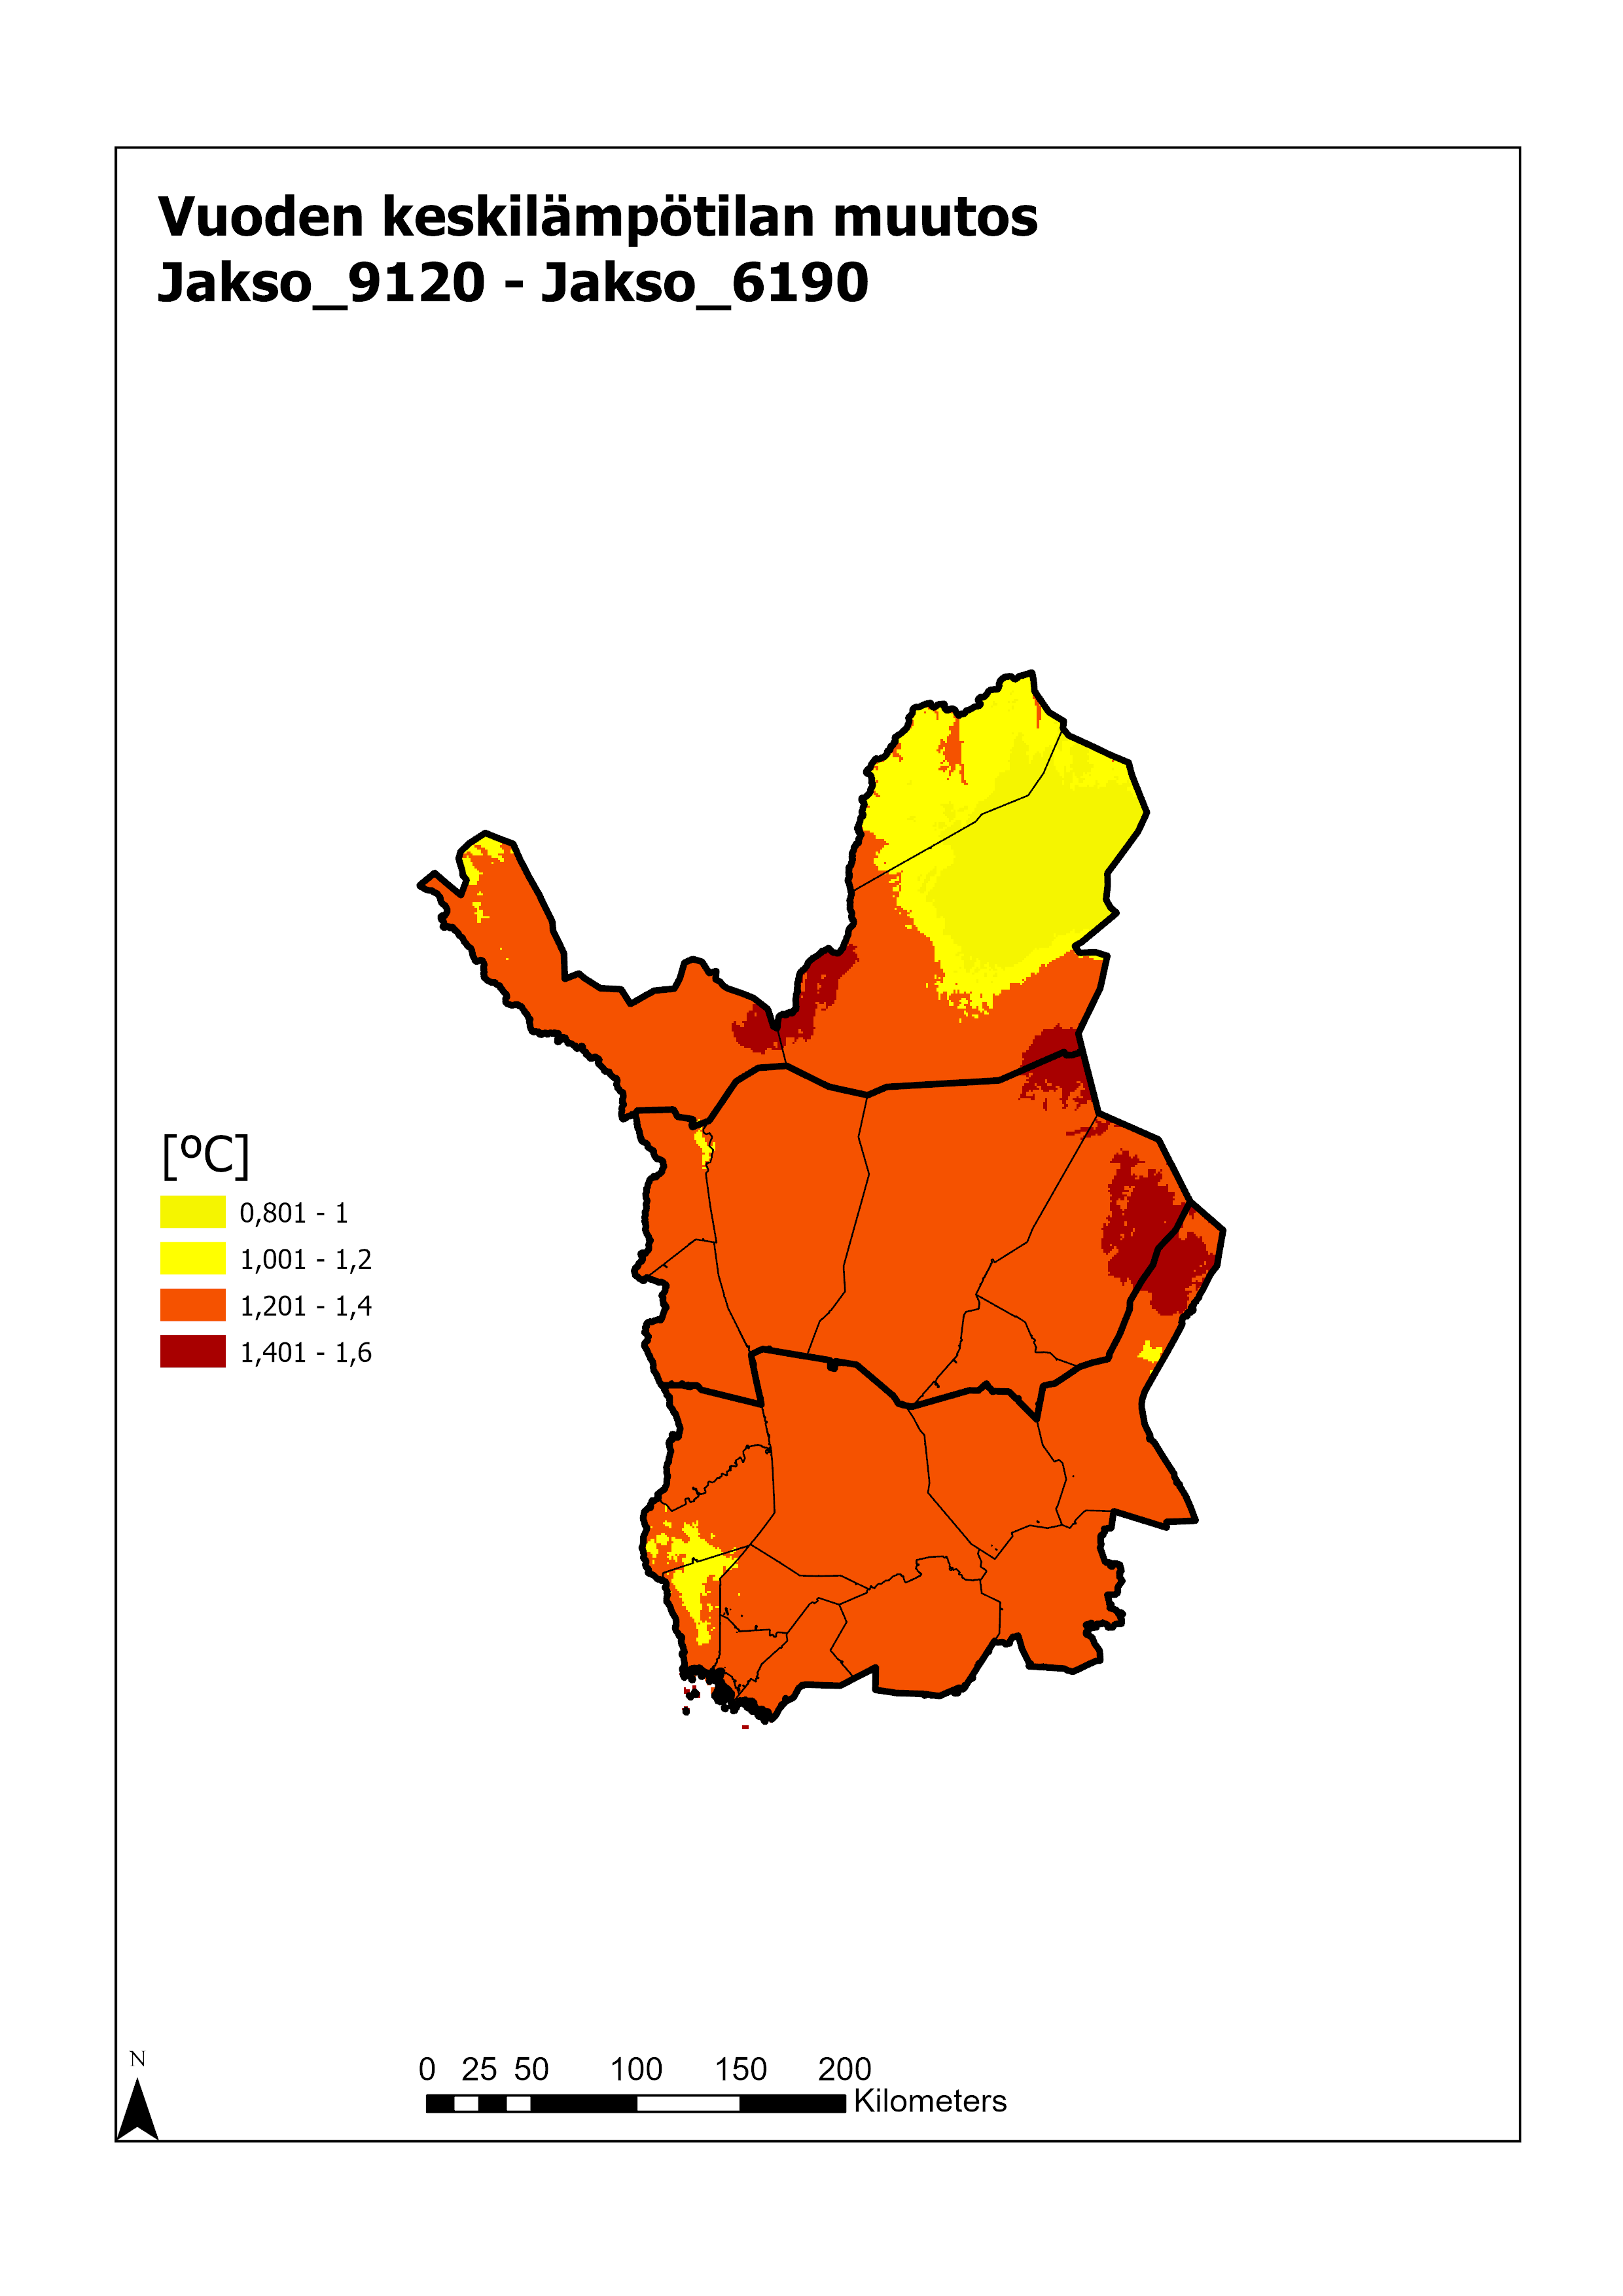 Vuoden keskilämpötilan muutos
Jakso_9120 - Jakso_6190
[ºC]
0,801 - 1
1,001 - 1,2
1,201 - 1,4
1,401 - 1,6
N
0 25 50 100 150 200
Kilometers